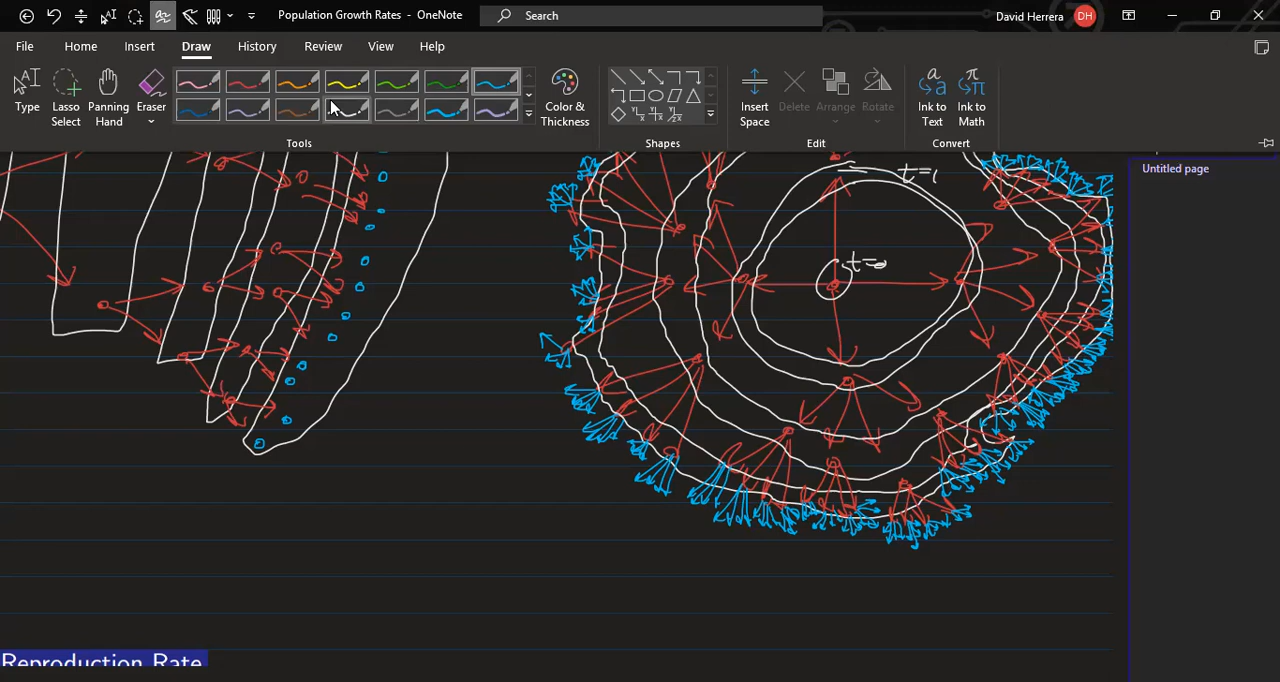 Population Growth Rates - OneNote
Search
David Herrera
DH
File
Home
Insert
Draw
History
Review
View
Help
Type
Lasso
Select
Panning
Hand
Eraser
Color &
Thickness
Insert
Space
Delete
Arrange
Rotate
Ink to
Text
Ink to
Math
Tools
Shapes
Edit
Convert
Untitled page
t=1
t=0
Reproduction Rate